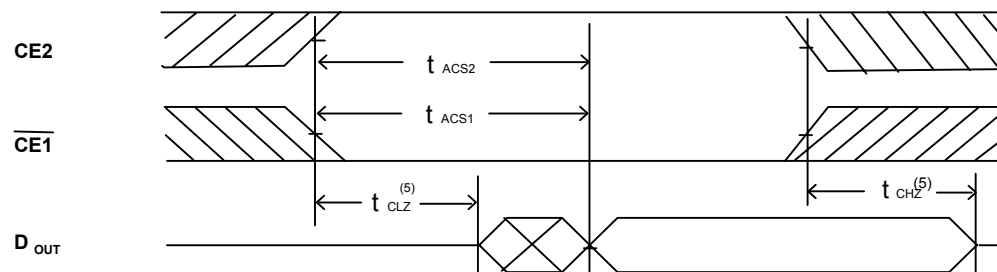 CE2
t ACS2
t ACS1
CE1
t CLZ (5)
t CHZ (5)
D OUT